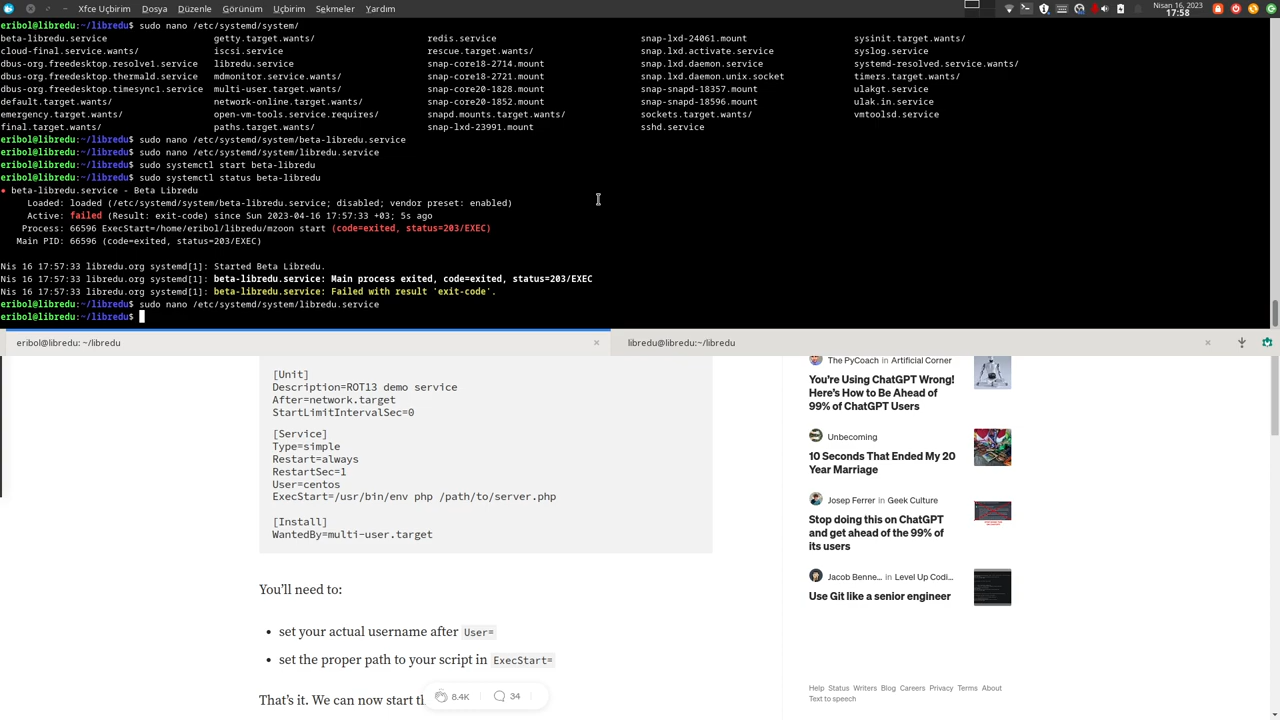 Xfce Uçbirim Dosya Düzenle Görünüm Uçbirim Sekmeler Yardım
Nisan 16, 2023
17:58
eribol@libredu:~/libredu$ sudo nano /etc/systemd/system/
beta-libredu.service getty.target.wants/ redis.service snap-lxd-24061.mount sysinit.target.wants/
cloud-final.service.wants/ iscsi.service rescue.target.wants/ snap.lxd.activate.service syslog.service
dbus-org.freedesktop.resolve1.service libredu.service snap-core18-2714.mount snap.lxd.daemon.service systemd-resolved.service.wants/
dbus-org.freedesktop.thermald.service mdmonitor.service.wants/ snap-core18-2721.mount snap.lxd.daemon.unix.socket timers.target.wants/
dbus-org.freedesktop.timesync1.service multi-user.target.wants/ snap-core20-1828.mount snap-snapd-18357.mount ulakgt.service
default.target.wants/ network-online.target.wants/ snap-core20-1852.mount snap-snapd-18596.mount ulak.in.service
emergency.target.wants/ open-vm-tools.service.requires/ snapd.mounts.target.wants/ sockets.target.wants/ vmtoolsd.service
final.target.wants/ paths.target.wants/ snap-lxd-23991.mount sshd.service
eribol@libredu:~/libredu$ sudo nano /etc/systemd/system/beta-libredu.service
eribol@libredu:~/libredu$ sudo nano /etc/systemd/system/libredu.service
eribol@libredu:~/libredu$ sudo systemctl start beta-libredu
eribol@libredu:~/libredu$ sudo systemctl status beta-libredu
● beta-libredu.service - Beta Libredu
Loaded: loaded (/etc/systemd/system/beta-libredu.service; disabled; vendor preset: enabled)
Active: failed (Result: exit-code) since Sun 2023-04-16 17:57:33 +03; 5s ago
Process: 66596 ExecStart=/home/eribol/libredu/mzoon start (code=exited, status=203/EXEC)
Main PID: 66596 (code=exited, status=203/EXEC)
Nis 16 17:57:33 libredu.org systemd[1]: Started Beta Libredu.
Nis 16 17:57:33 libredu.org systemd[1]: beta-libredu.service: Main process exited, code=exited, status=203/EXEC
Nis 16 17:57:33 libredu.org systemd[1]: beta-libredu.service: Failed with result 'exit-code'.
eribol@libredu:~/libredu$ sudo nano /etc/systemd/system/libredu.service
eribol@libredu:~/libredu$
eribol@libredu: ~/libredu
libredu@libredu:~/libredu
[Unit]
Description=ROT13 demo service
After=network.target
StartLimitIntervalSec=0
[Service]
Type=simple
Restart=always
RestartSec=1
User=centos
ExecStart=/usr/bin/env php /path/to/server.php
[Install]
WantedBy=multi-user.target
You'll need to:
• set your actual username after User=
• set the proper path to your script in ExecStart=
That's it. We can now start th
8.4K 34
The PyCoach in Artificial Corner
You're Using ChatGPT Wrong!
Here's How to Be Ahead of
99% of ChatGPT Users
Unbecoming
10 Seconds That Ended My 20
Year Marriage
Josep Ferrer in Geek Culture
Stop doing this on ChatGPT
and get ahead of the 99% of
its users
Jacob Benne... in Level Up Codi...
Use Git like a senior engineer
Help Status Writers Blog Careers Privacy Terms About
Text to speech